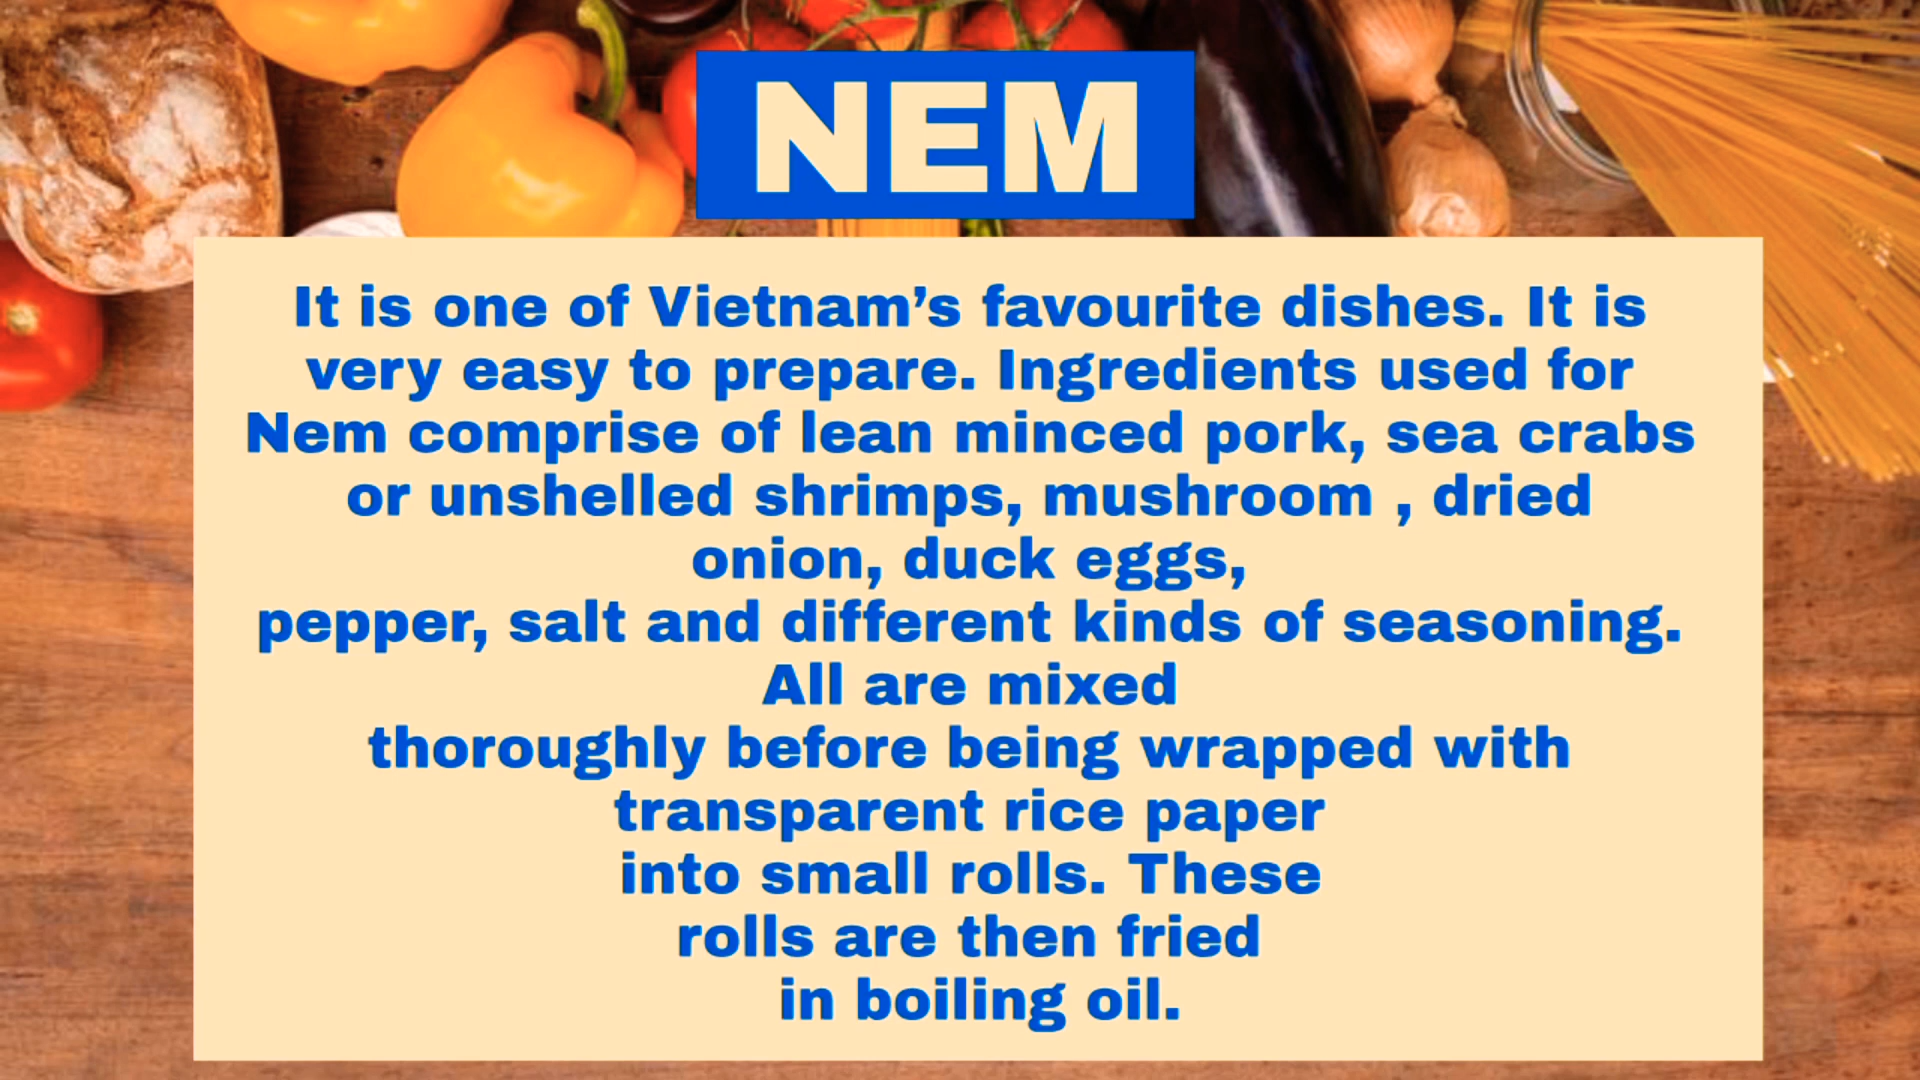 NEM
It is one of Vietnam’s favourite dishes. It is
very easy to prepare. Ingredients used for
Nem comprise of lean minced pork, sea crabs
or unshelled shrimps, mushroom , dried
onion, duck eggs,
pepper, salt and different kinds of seasoning.
All are mixed
thoroughly before being wrapped with
transparent rice paper
into small rolls. These
rolls are then fried
in boiling oil.